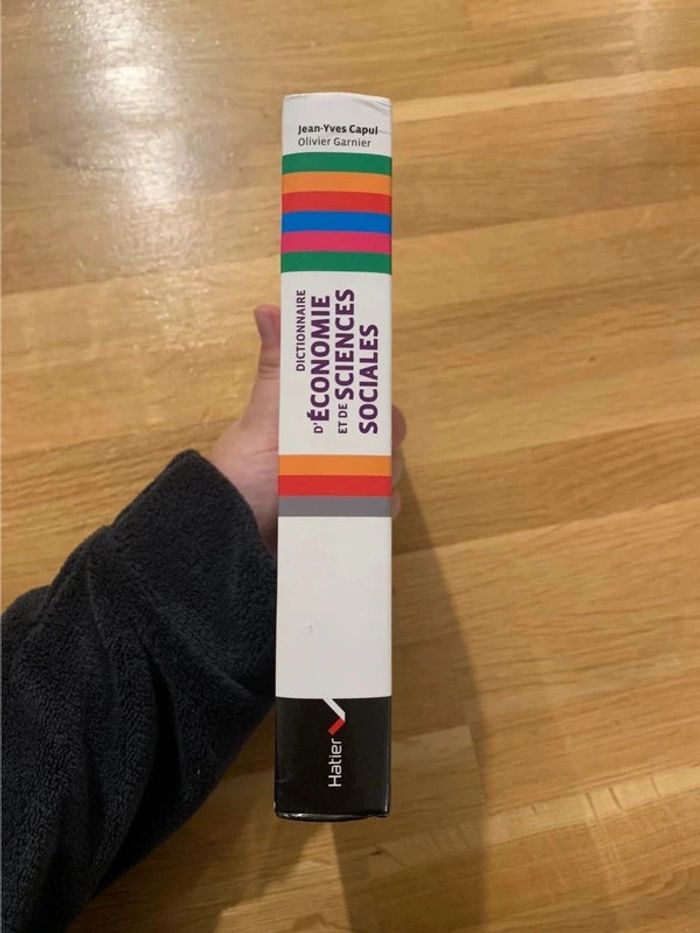 Jean-Yves Capul
Olivier Garnier
DICTIONNAIRE
D'ÉCONOMIE
ET DE SCIENCES
SOCIALES
Hatier